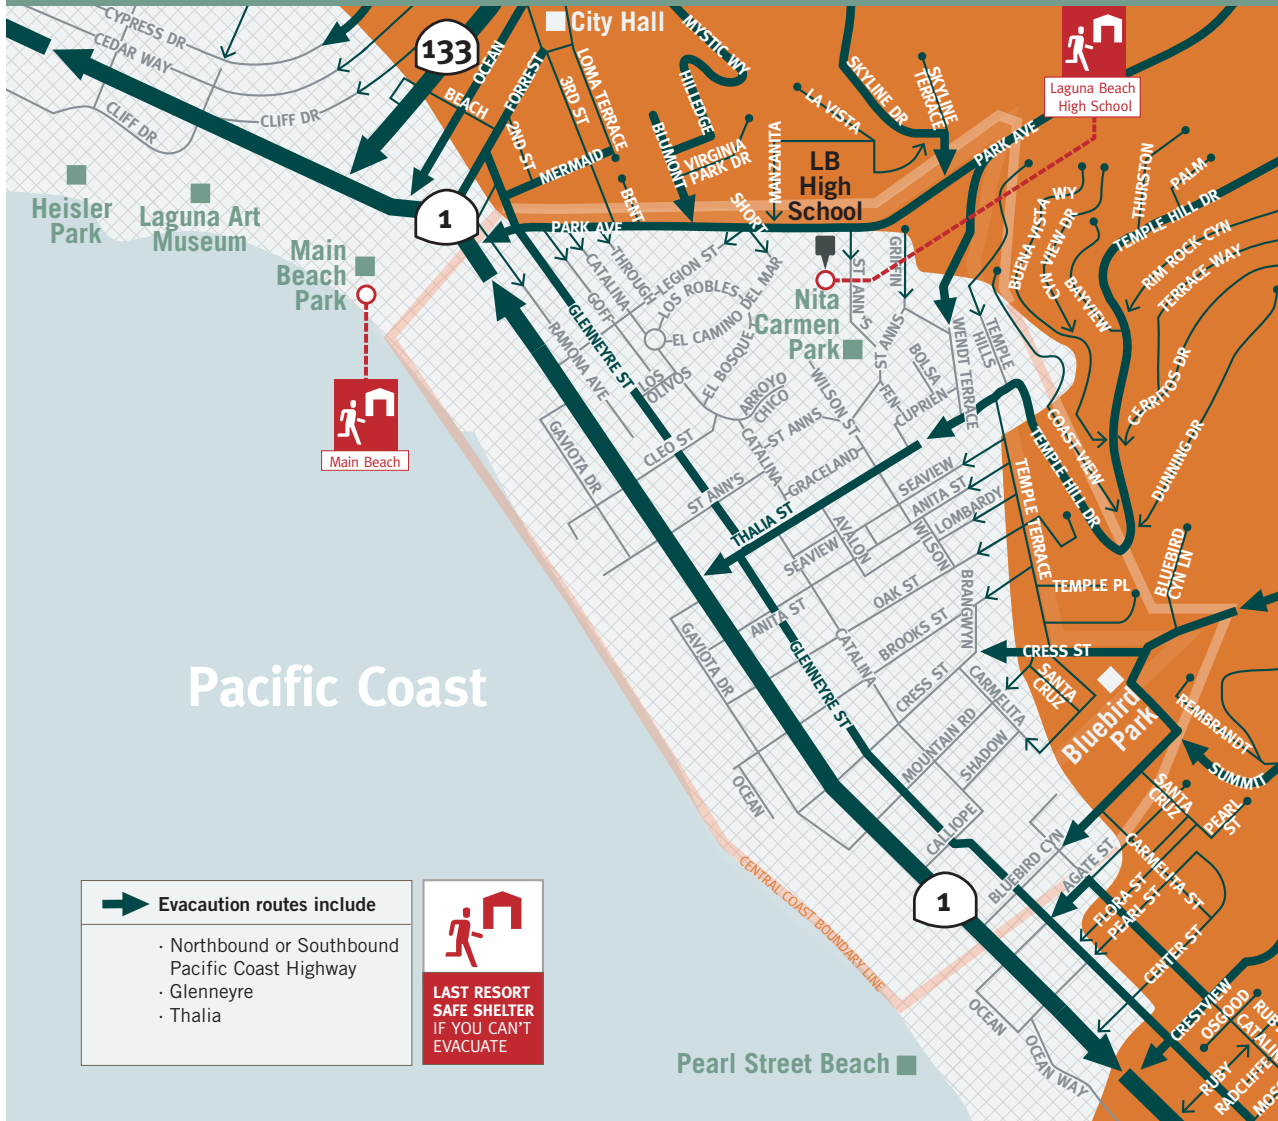 CYPRESS DR
CEDAR WAY
CLIFF DR
CLIFF DR
133
BEACH
OCEAN
FORREST
2ND ST
City Hall
3RD ST
LOMA TERRACE
MERMAID
MYSTIC WY
HILLEDGE
BLUMONT
VIRGINIA
PARK DR
BENT
SHORT
MANZANITA
LA VISTA
SKYLINE DR
SKYLINE
TERRACE
LB
High
School
PARK AVE
Laguna Beach
High School
PARK AVE
Heisler
Park
Laguna Art
Museum
Main
Beach
Park
Main Beach
1
THURSTON
PALM
TEMPLE HILL DR
RIM ROCK CYN
TERRACE WAY
BUENA VISTA WY
CYN VIEW DR
BAYVIEW
CERRITOS DR
DUNNING DR
THROUGH
CATALINA
GOFF
LEGION ST
LOS ROBLES
EL CAMINO DEL MAR
EL BOSQUE
LOS
OLIVOS
ARROYO
CHICO
GLENNEYRE ST
RAMONA AVE
Nita
Carmen
Park
ST ANN'S
GRIFFIN
ST ANNS
WENDT TERRACE
TEMPLE
HILLS
BOLSA
CUPRIEN
FEN
WILSON ST
ST ANNS
CATALINA
GRACELAND
CLEO ST
GAVIOTA DR
ST ANN'S
THALIA ST
SEAVIEW
ANITA ST
LOMBARDY
AVALON
WILSON
SEAVIEW
COAST VIEW
TEMPLE HILL DR
TEMPLE TERRACE
TEMPLE PL
BLUEBIRD
CYN LN
BRANGWYN
OAK ST
ANITA ST
BROOKS ST
CATALINA
GAVIOTA DR
GLENNEYRE ST
CRESS ST
CRESS ST
SANTA
CRUZ
CARMELITA
MOUNTAIN RD
SHADOW
Bluebird
Park
REMBRANDT
SUMMIT
Pacific Coast
OCEAN
CALLIOPE
BLUEBIRD CYN
AGATE ST
SANTA
CRUZ
PEARL
ST
CARMELITA ST
FLORA ST
PEARL ST
CENTER ST
CENTRAL COAST BOUNDARY LINE
1
OCEAN
OCEAN WAY
CRESTVIEW
OSGOOD
RUBY
RADCLIFFE
Pearl Street Beach
Evacaution routes include
· Northbound or Southbound
Pacific Coast Highway
· Glenneyre
· Thalia
LAST RESORT
SAFE SHELTER
IF YOU CAN'T
EVACUATE